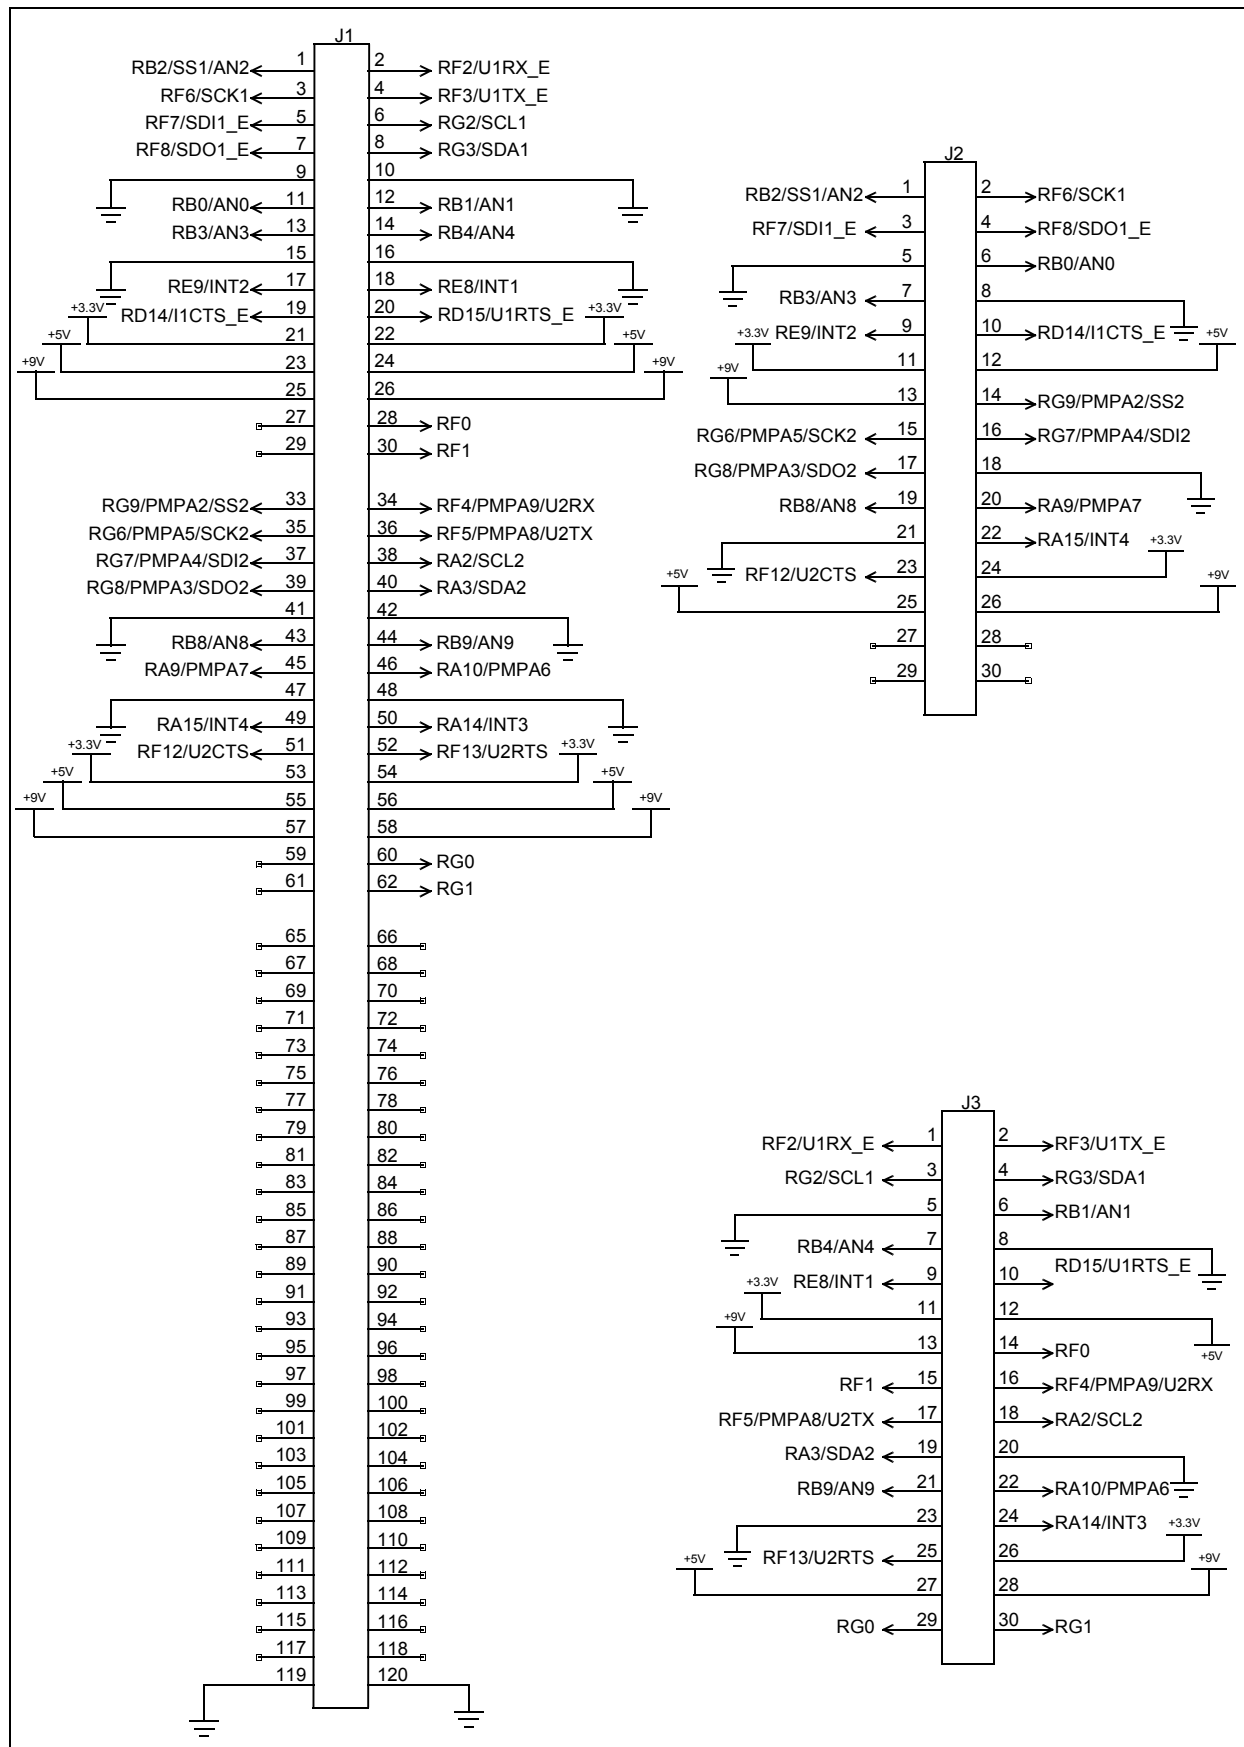 J1
RB2/SS1/AN2 1 2 RF2/U1RX_E
RF6/SCK1 3 4 RF3/U1TX_E
RF7/SDI1_E 5 6 RG2/SCL1
RF8/SDO1_E 7 8 RG3/SDA1
9 10
RB0/AN0 11 12 RB1/AN1
RB3/AN3 13 14 RB4/AN4
15 16
RE9/INT2 17 18 RE8/INT1
+3.3V RD14/I1CTS_E 19 20 RD15/U1RTS_E +3.3V
+5V 21 22 +5V
+9V 23 24 +9V
25 26
27 28 RF0
29 30 RF1
RG9/PMPA2/SS2 33 34 RF4/PMPA9/U2RX
RG6/PMPA5/SCK2 35 36 RF5/PMPA8/U2TX
RG7/PMPA4/SDI2 37 38 RA2/SCL2
RG8/PMPA3/SDO2 39 40 RA3/SDA2
41 42
RB8/AN8 43 44 RB9/AN9
RA9/PMPA7 45 46 RA10/PMPA6
47 48
RA15/INT4 49 50 RA14/INT3
+3.3V RF12/U2CTS 51 52 RF13/U2RTS +3.3V
+5V 53 54 +5V
+9V 55 56 +9V
57 58
59 60 RG0
61 62 RG1
65 66
67 68
69 70
71 72
73 74
75 76
77 78
79 80
81 82
83 84
85 86
87 88
89 90
91 92
93 94
95 96
97 98
99 100
101 102
103 104
105 106
107 108
109 110
111 112
113 114
115 116
117 118
119 120
J2
RB2/SS1/AN2 1 2 RF6/SCK1
RF7/SDI1_E 3 4 RF8/SDO1_E
5 6 RB0/AN0
RB3/AN3 7 8
+3.3V RE9/INT2 9 10 RD14/I1CTS_E +5V
+9V 11 12
13 14 RG9/PMPA2/SS2
RG6/PMPA5/SCK2 15 16 RG7/PMPA4/SDI2
RG8/PMPA3/SDO2 17 18
RB8/AN8 19 20 RA9/PMPA7
21 22 RA15/INT4 +3.3V
+5V RF12/U2CTS 23 24 +9V
25 26
27 28
29 30
J3
RF2/U1RX_E 1 2 RF3/U1TX_E
RG2/SCL1 3 4 RG3/SDA1
5 6 RB1/AN1
RB4/AN4 7 8
+3.3V RE8/INT1 9 10 RD15/U1RTS_E
+9V 11 12 +5V
13 14 RF0
RF1 15 16 RF4/PMPA9/U2RX
RF5/PMPA8/U2TX 17 18 RA2/SCL2
RA3/SDA2 19 20
RB9/AN9 21 22 RA10/PMPA6
23 24 RA14/INT3 +3.3V
+5V RF13/U2RTS 25 26 +9V
27 28
RG0 29 30 RG1